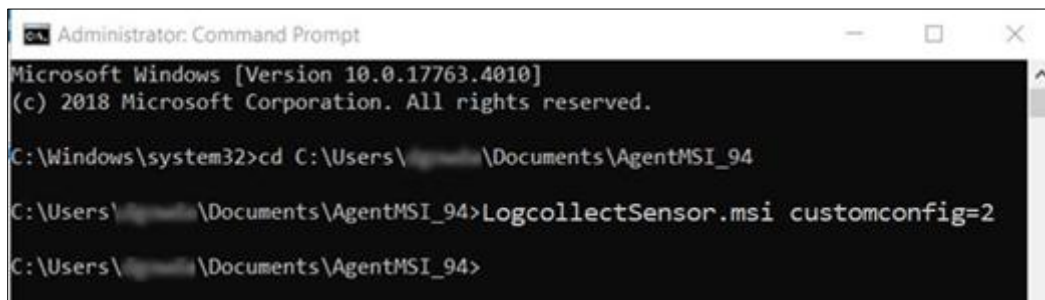 Administrator: Command Prompt
Microsoft Windows [Version 10.0.17763.4010]
(c) 2018 Microsoft Corporation. All rights reserved.
C:\Windows\system32>cd C:\Users\ \Documents\AgentMSI_94
C:\Users\ \Documents\AgentMSI_94>LogcollectSensor.msi customconfig=2
C:\Users\ \Documents\AgentMSI_94>